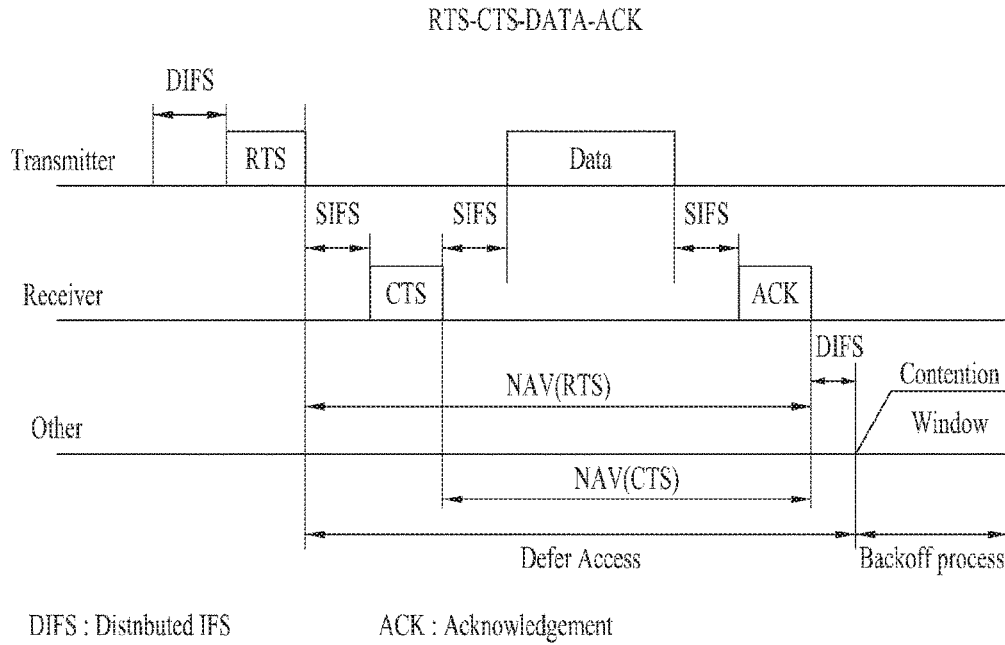 RTS-CTS-DATA-ACK
DIFS
Transmitter
RTS
Data
SIFS
SIFS
SIFS
Receiver
CTS
ACK
DIFS
NAV(RTS)
Contention
Window
Other
NAV(CTS)
Defer Access
Backoff process
DIFS : Distnbuted IFS
ACK : Acknowledgement